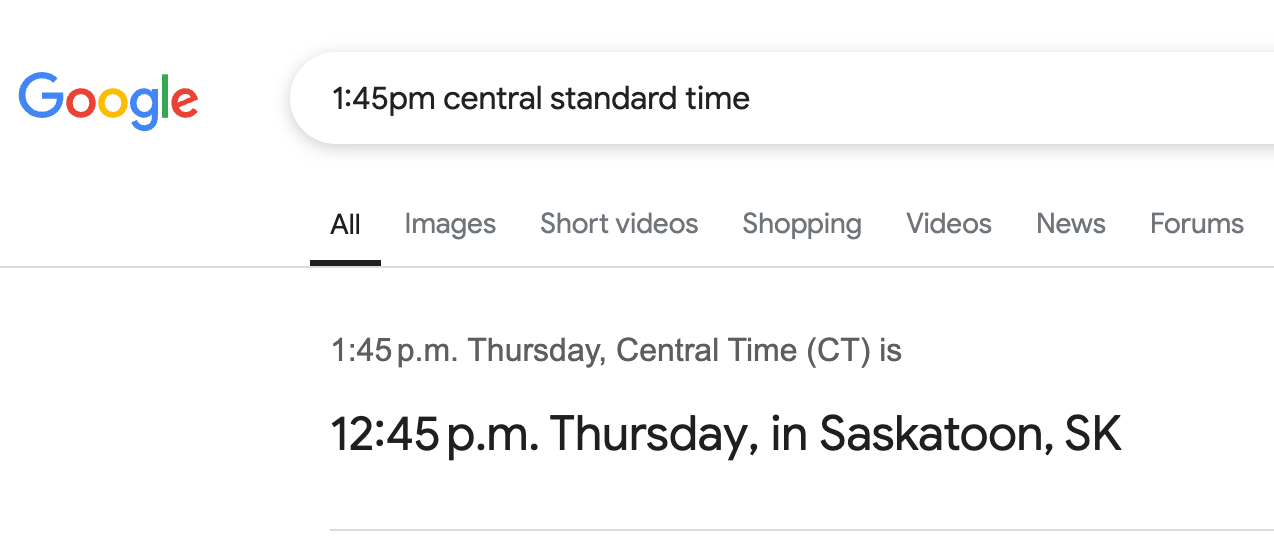 Google
1:45pm central standard time
All Images Short videos Shopping Videos News Forums
1:45 p.m. Thursday, Central Time (CT) is
12:45 p.m. Thursday, in Saskatoon, SK